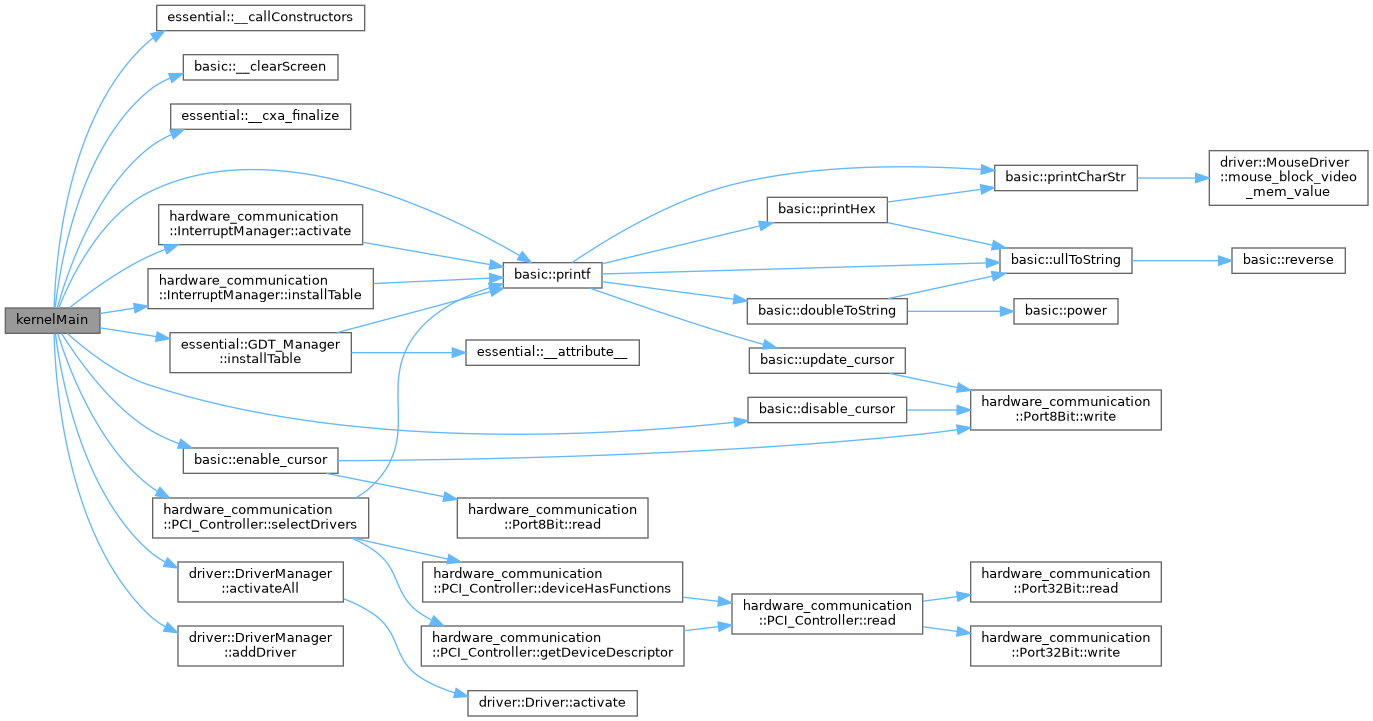 essential::__callConstructors
basic::__clearScreen
essential::__cxa_finalize
hardware_communication
::InterruptManager::activate
hardware_communication
::InterruptManager::installTable
kernelMain
essential::GDT_Manager
::installTable
basic::enable_cursor
hardware_communication
::PCI_Controller::selectDrivers
driver::DriverManager
::activateAll
driver::DriverManager
::addDriver
basic::printf
essential::__attribute__
hardware_communication
::Port8Bit::read
hardware_communication
::PCI_Controller::deviceHasFunctions
hardware_communication
::PCI_Controller::getDeviceDescriptor
driver::Driver::activate
basic::printHex
basic::doubleToString
basic::update_cursor
basic::disable_cursor
hardware_communication
::PCI_Controller::read
basic::printCharStr
basic::ullToString
basic::power
hardware_communication
::Port8Bit::write
hardware_communication
::Port32Bit::read
hardware_communication
::Port32Bit::write
driver::MouseDriver
::mouse_block_video
_mem_value
basic::reverse